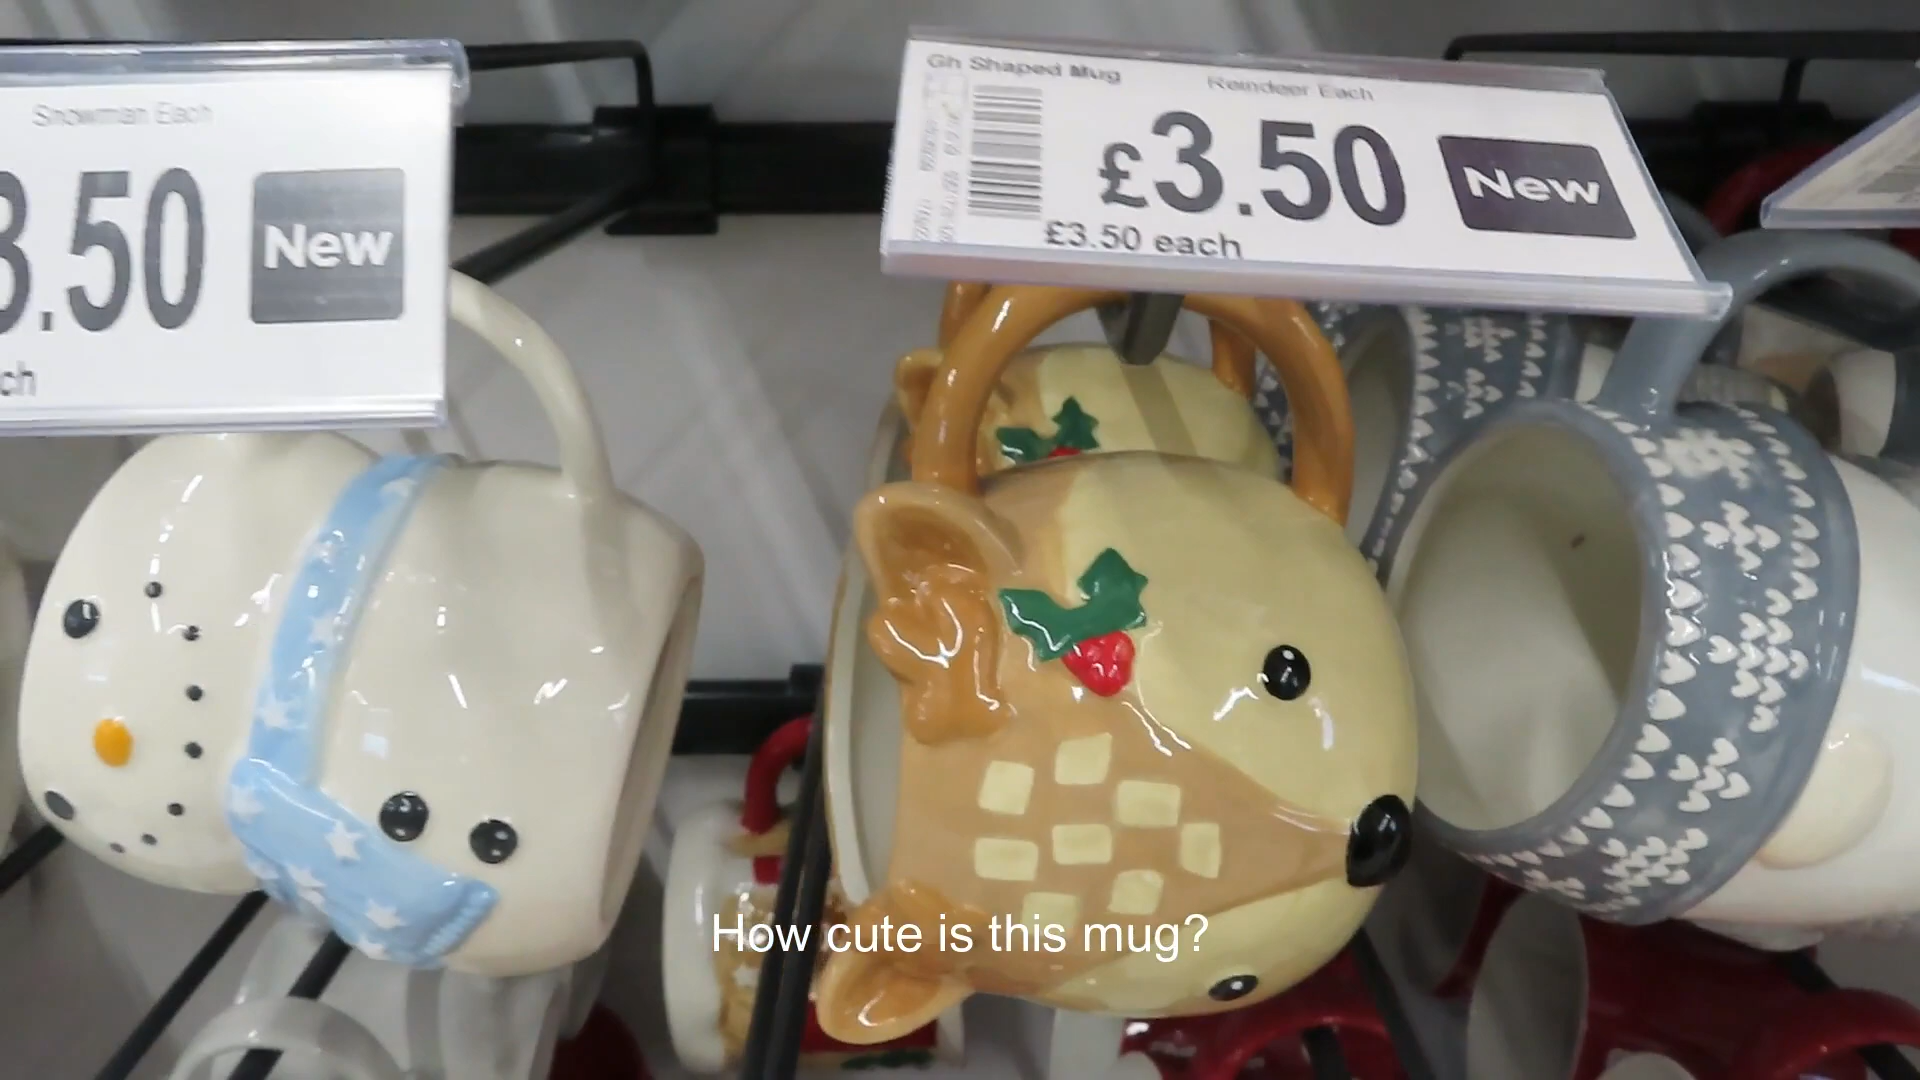 Snowman Each
3.50
New
ch
Gh Shaped Mug
Reindeer Each
£3.50
New
£3.50 each
How cute is this mug?